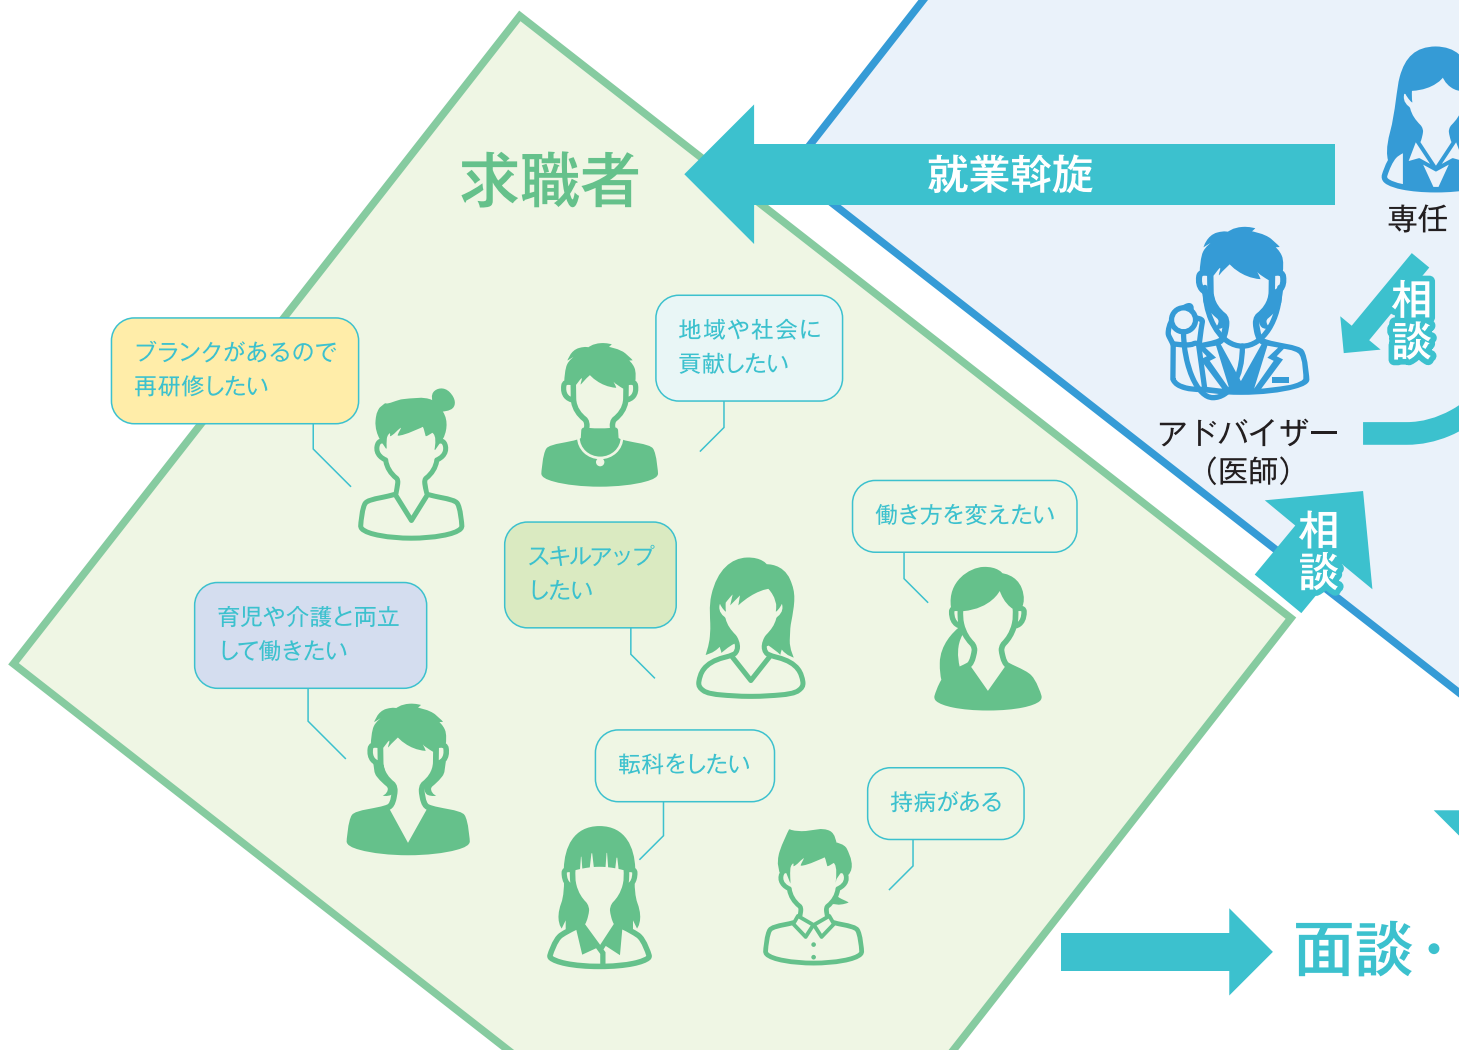 求職者
就業斡旋
専任
相談
アドバイザー
（医師）
相談
ブランクがあるので
再研修したい
地域や社会に
貢献したい
働き方を変えたい
スキルアップ
したい
育児や介護と両立
して働きたい
転科をしたい
持病がある
面談・